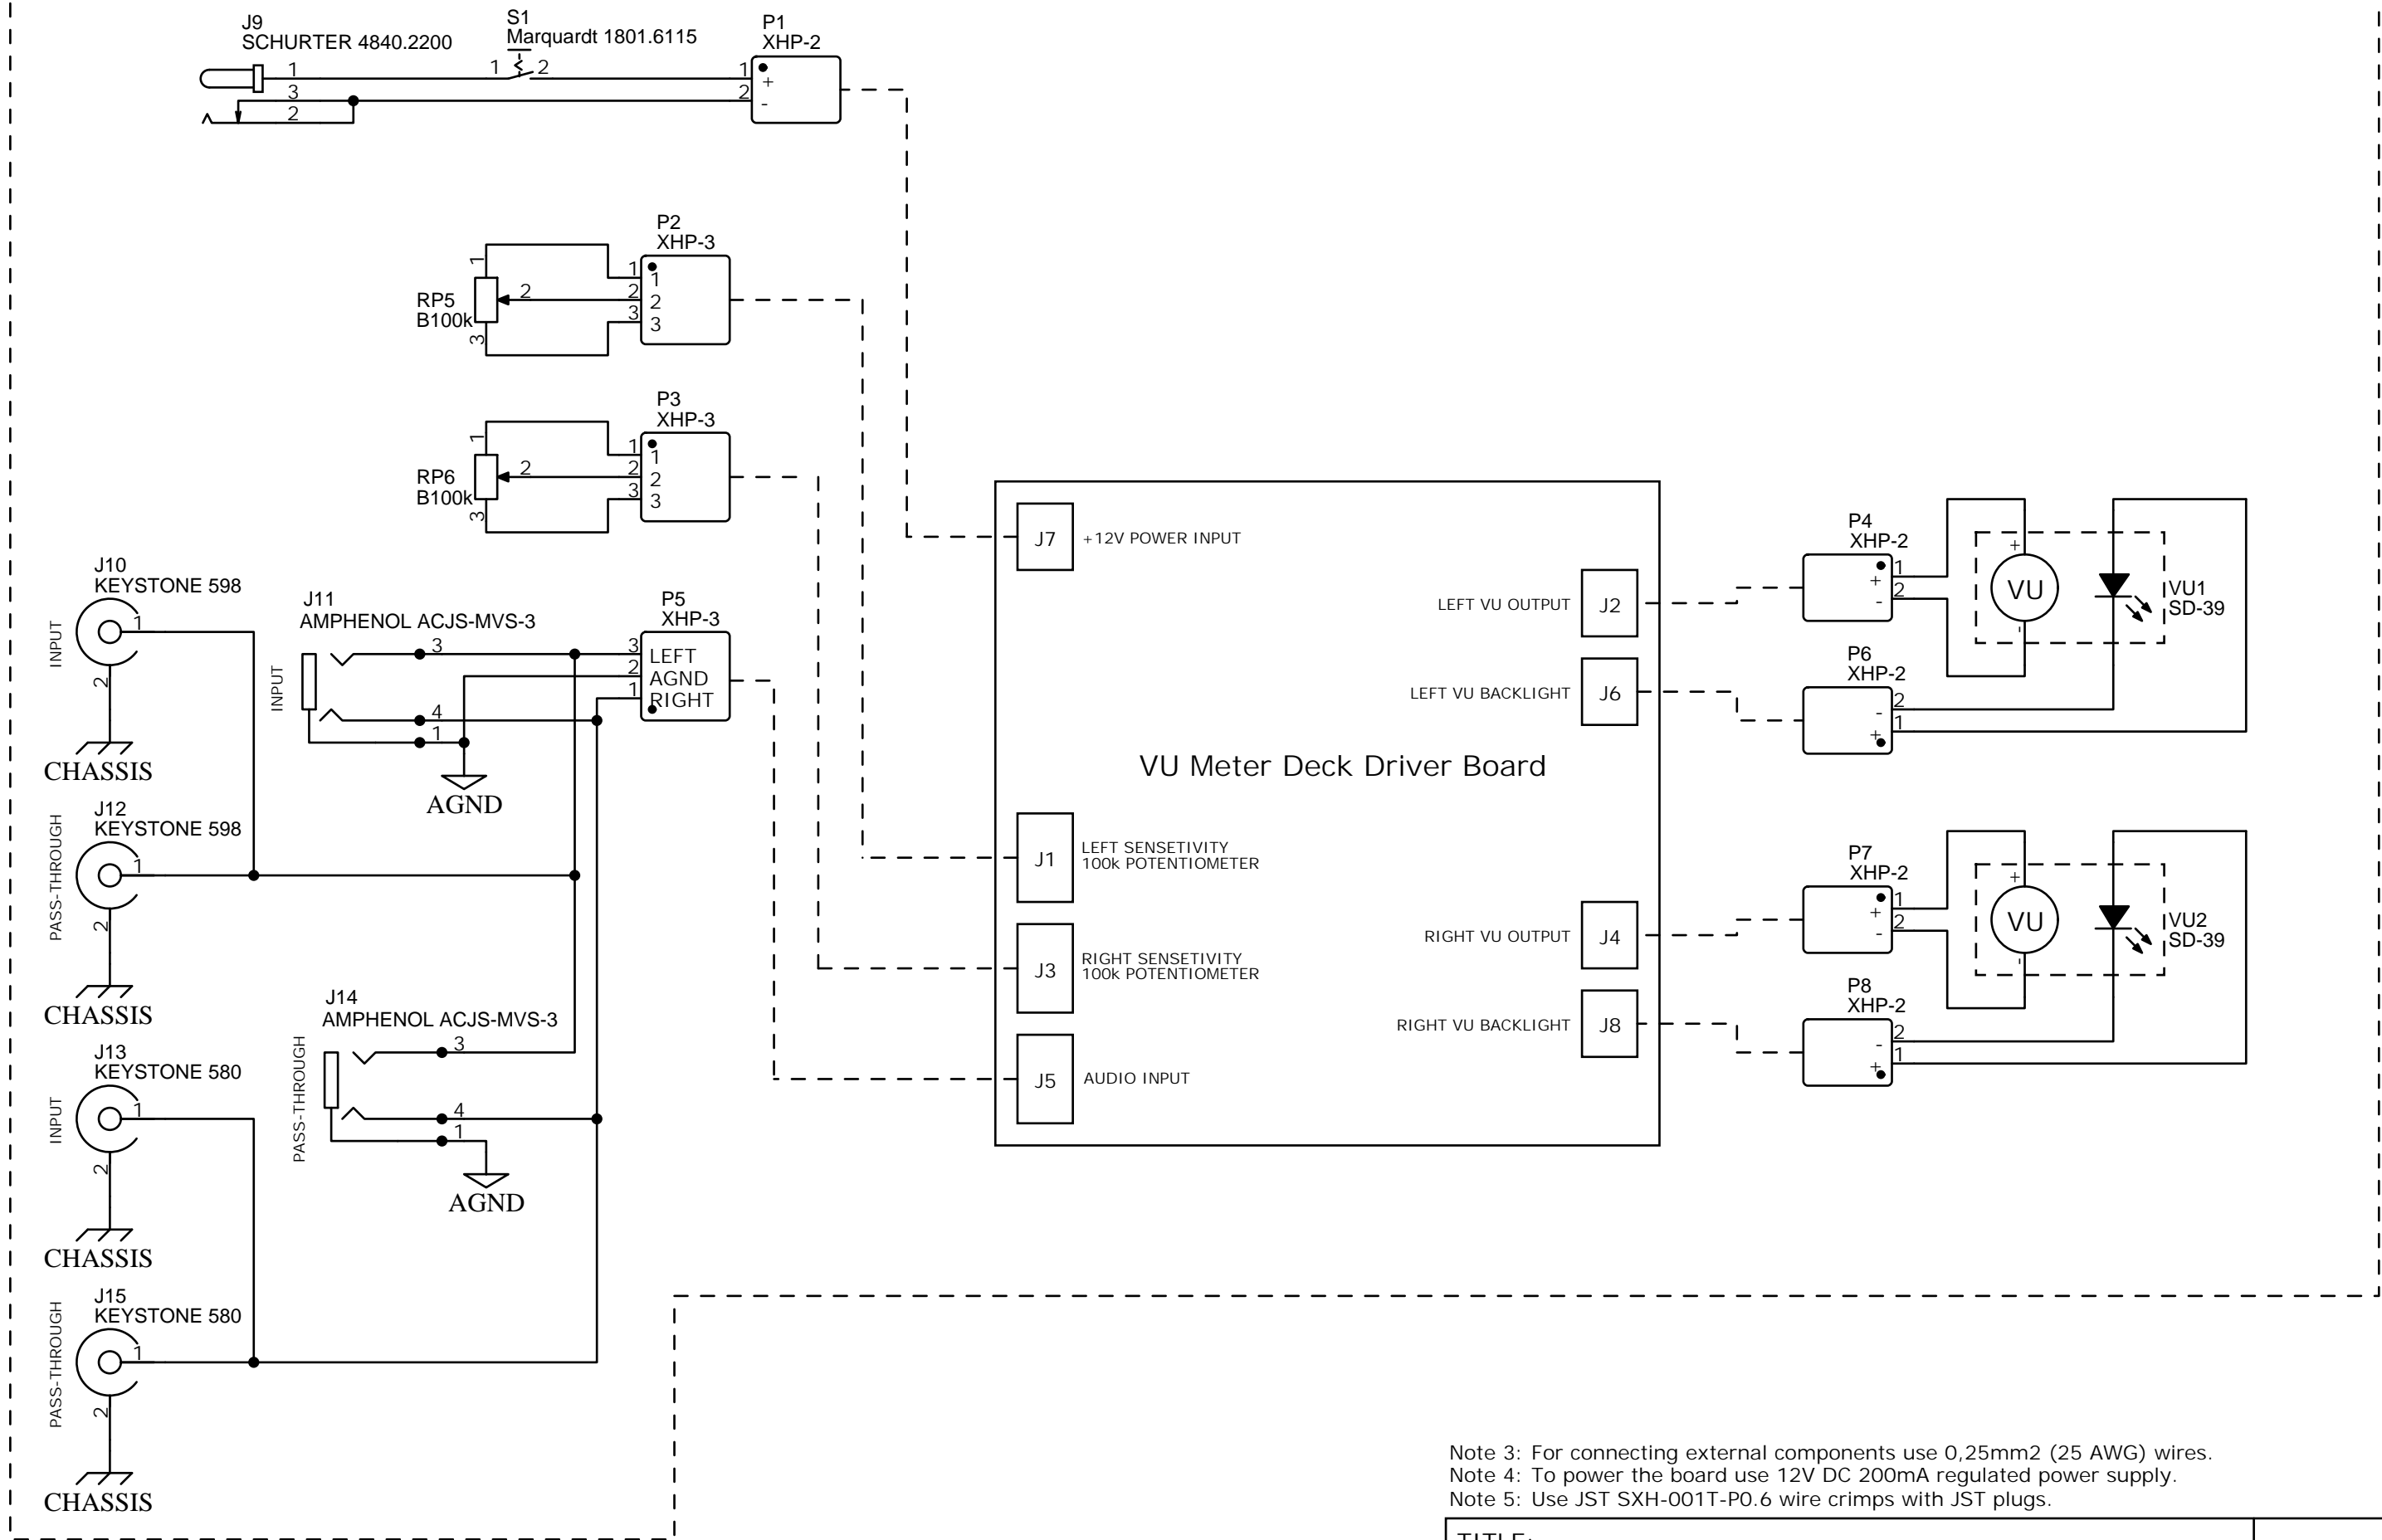 J9
SCHURTER 4840.2200
1
3
2
S1
Marquardt 1801.6115
1 2
P1
XHP-2
1
+
2
-
P2
XHP-3
1
1
2
2
3
3
RP5
B100k
1
2
3
P3
XHP-3
1
1
2
2
3
3
RP6
B100k
1
2
3
J10
KEYSTONE 598
INPUT
1
2
CHASSIS
J11
AMPHENOL ACJS-MVS-3
INPUT
3
4
1
AGND
P5
XHP-3
3
LEFT
2
AGND
1
RIGHT
J12
KEYSTONE 598
PASS-THROUGH
1
2
CHASSIS
J14
AMPHENOL ACJS-MVS-3
PASS-THROUGH
3
4
1
AGND
J13
KEYSTONE 580
INPUT
1
2
CHASSIS
J15
KEYSTONE 580
PASS-THROUGH
1
2
CHASSIS
J7 +12V POWER INPUT
LEFT VU OUTPUT J2
LEFT VU BACKLIGHT J6
VU Meter Deck Driver Board
J1 LEFT SENSETIVITY
100k POTENTIOMETER
J3 RIGHT SENSETIVITY
100k POTENTIOMETER
RIGHT VU OUTPUT J4
RIGHT VU BACKLIGHT J8
J5 AUDIO INPUT
P4
XHP-2
1
+
2
-
+
VU
-
VU1
SD-39
P6
XHP-2
2
-
1
+
P7
XHP-2
1
+
2
-
+
VU
-
VU2
SD-39
P8
XHP-2
2
-
1
+
Note 3: For connecting external components use 0,25mm2 (25 AWG) wires.
Note 4: To power the board use 12V DC 200mA regulated power supply.
Note 5: Use JST SXH-001T-P0.6 wire crimps with JST plugs.
TITLE: